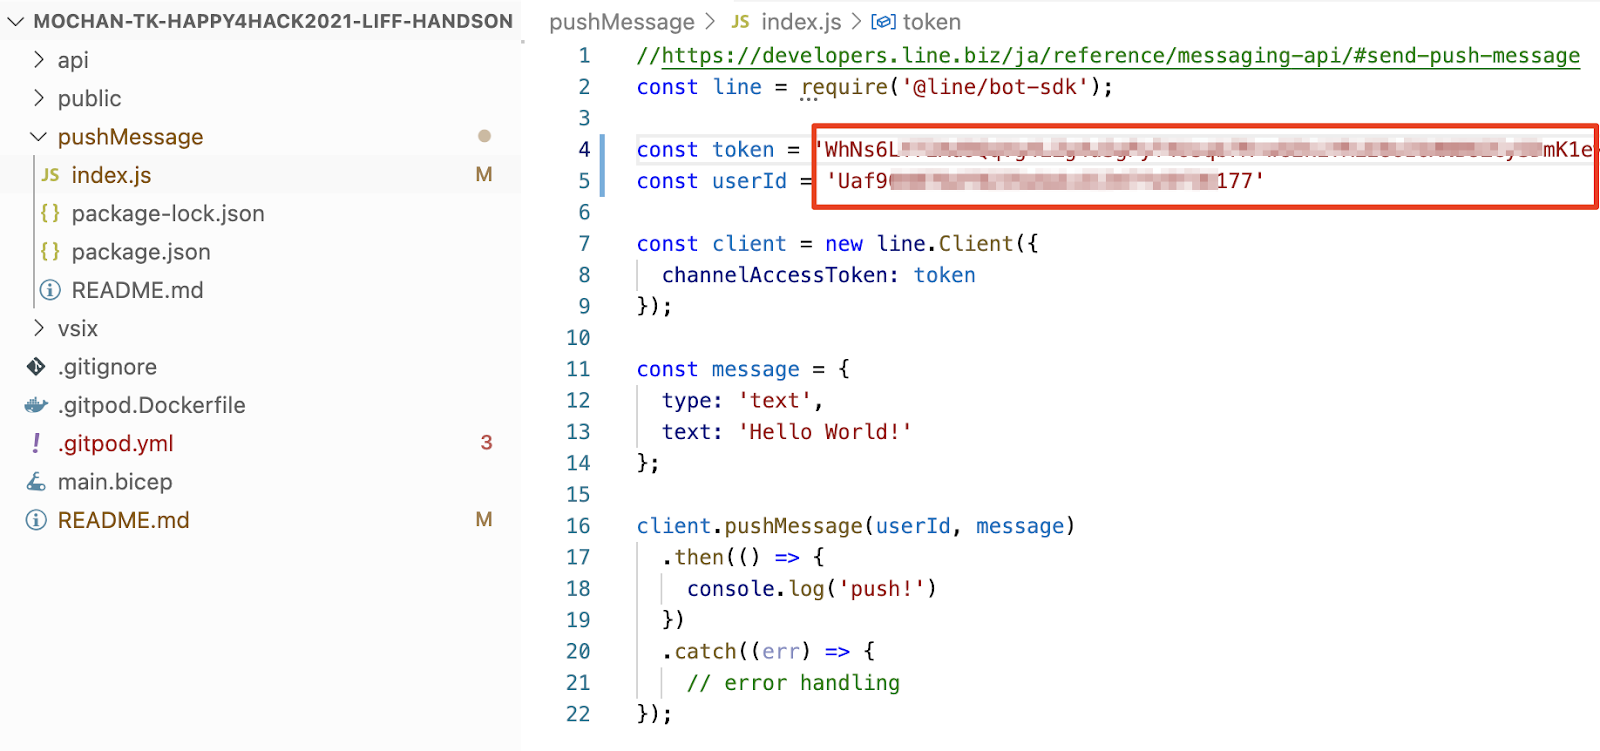 MOCHAN-TK-HAPPY4HACK2021-LIFF-HANDSON
api
public
pushMessage
JS index.js M
{} package-lock.json
{} package.json
README.md
vsix
.gitignore
.gitpod.Dockerfile
! .gitpod.yml 3
main.bicep
README.md M
pushMessage > JS index.js > token
1 //https://developers.line.biz/ja/reference/messaging-api/#send-push-message
2 const line = require('@line/bot-sdk');
3
4 const token = 'WhNs6L mK1e
5 const userId = 'Uaf9 177'
6
7 const client = new line.Client({
8 channelAccessToken: token
9 });
10
11 const message = {
12 type: 'text',
13 text: 'Hello World!'
14 };
15
16 client.pushMessage(userId, message)
17 .then(() => {
18 console.log('push!')
19 })
20 .catch((err) => {
21 // error handling
22 });